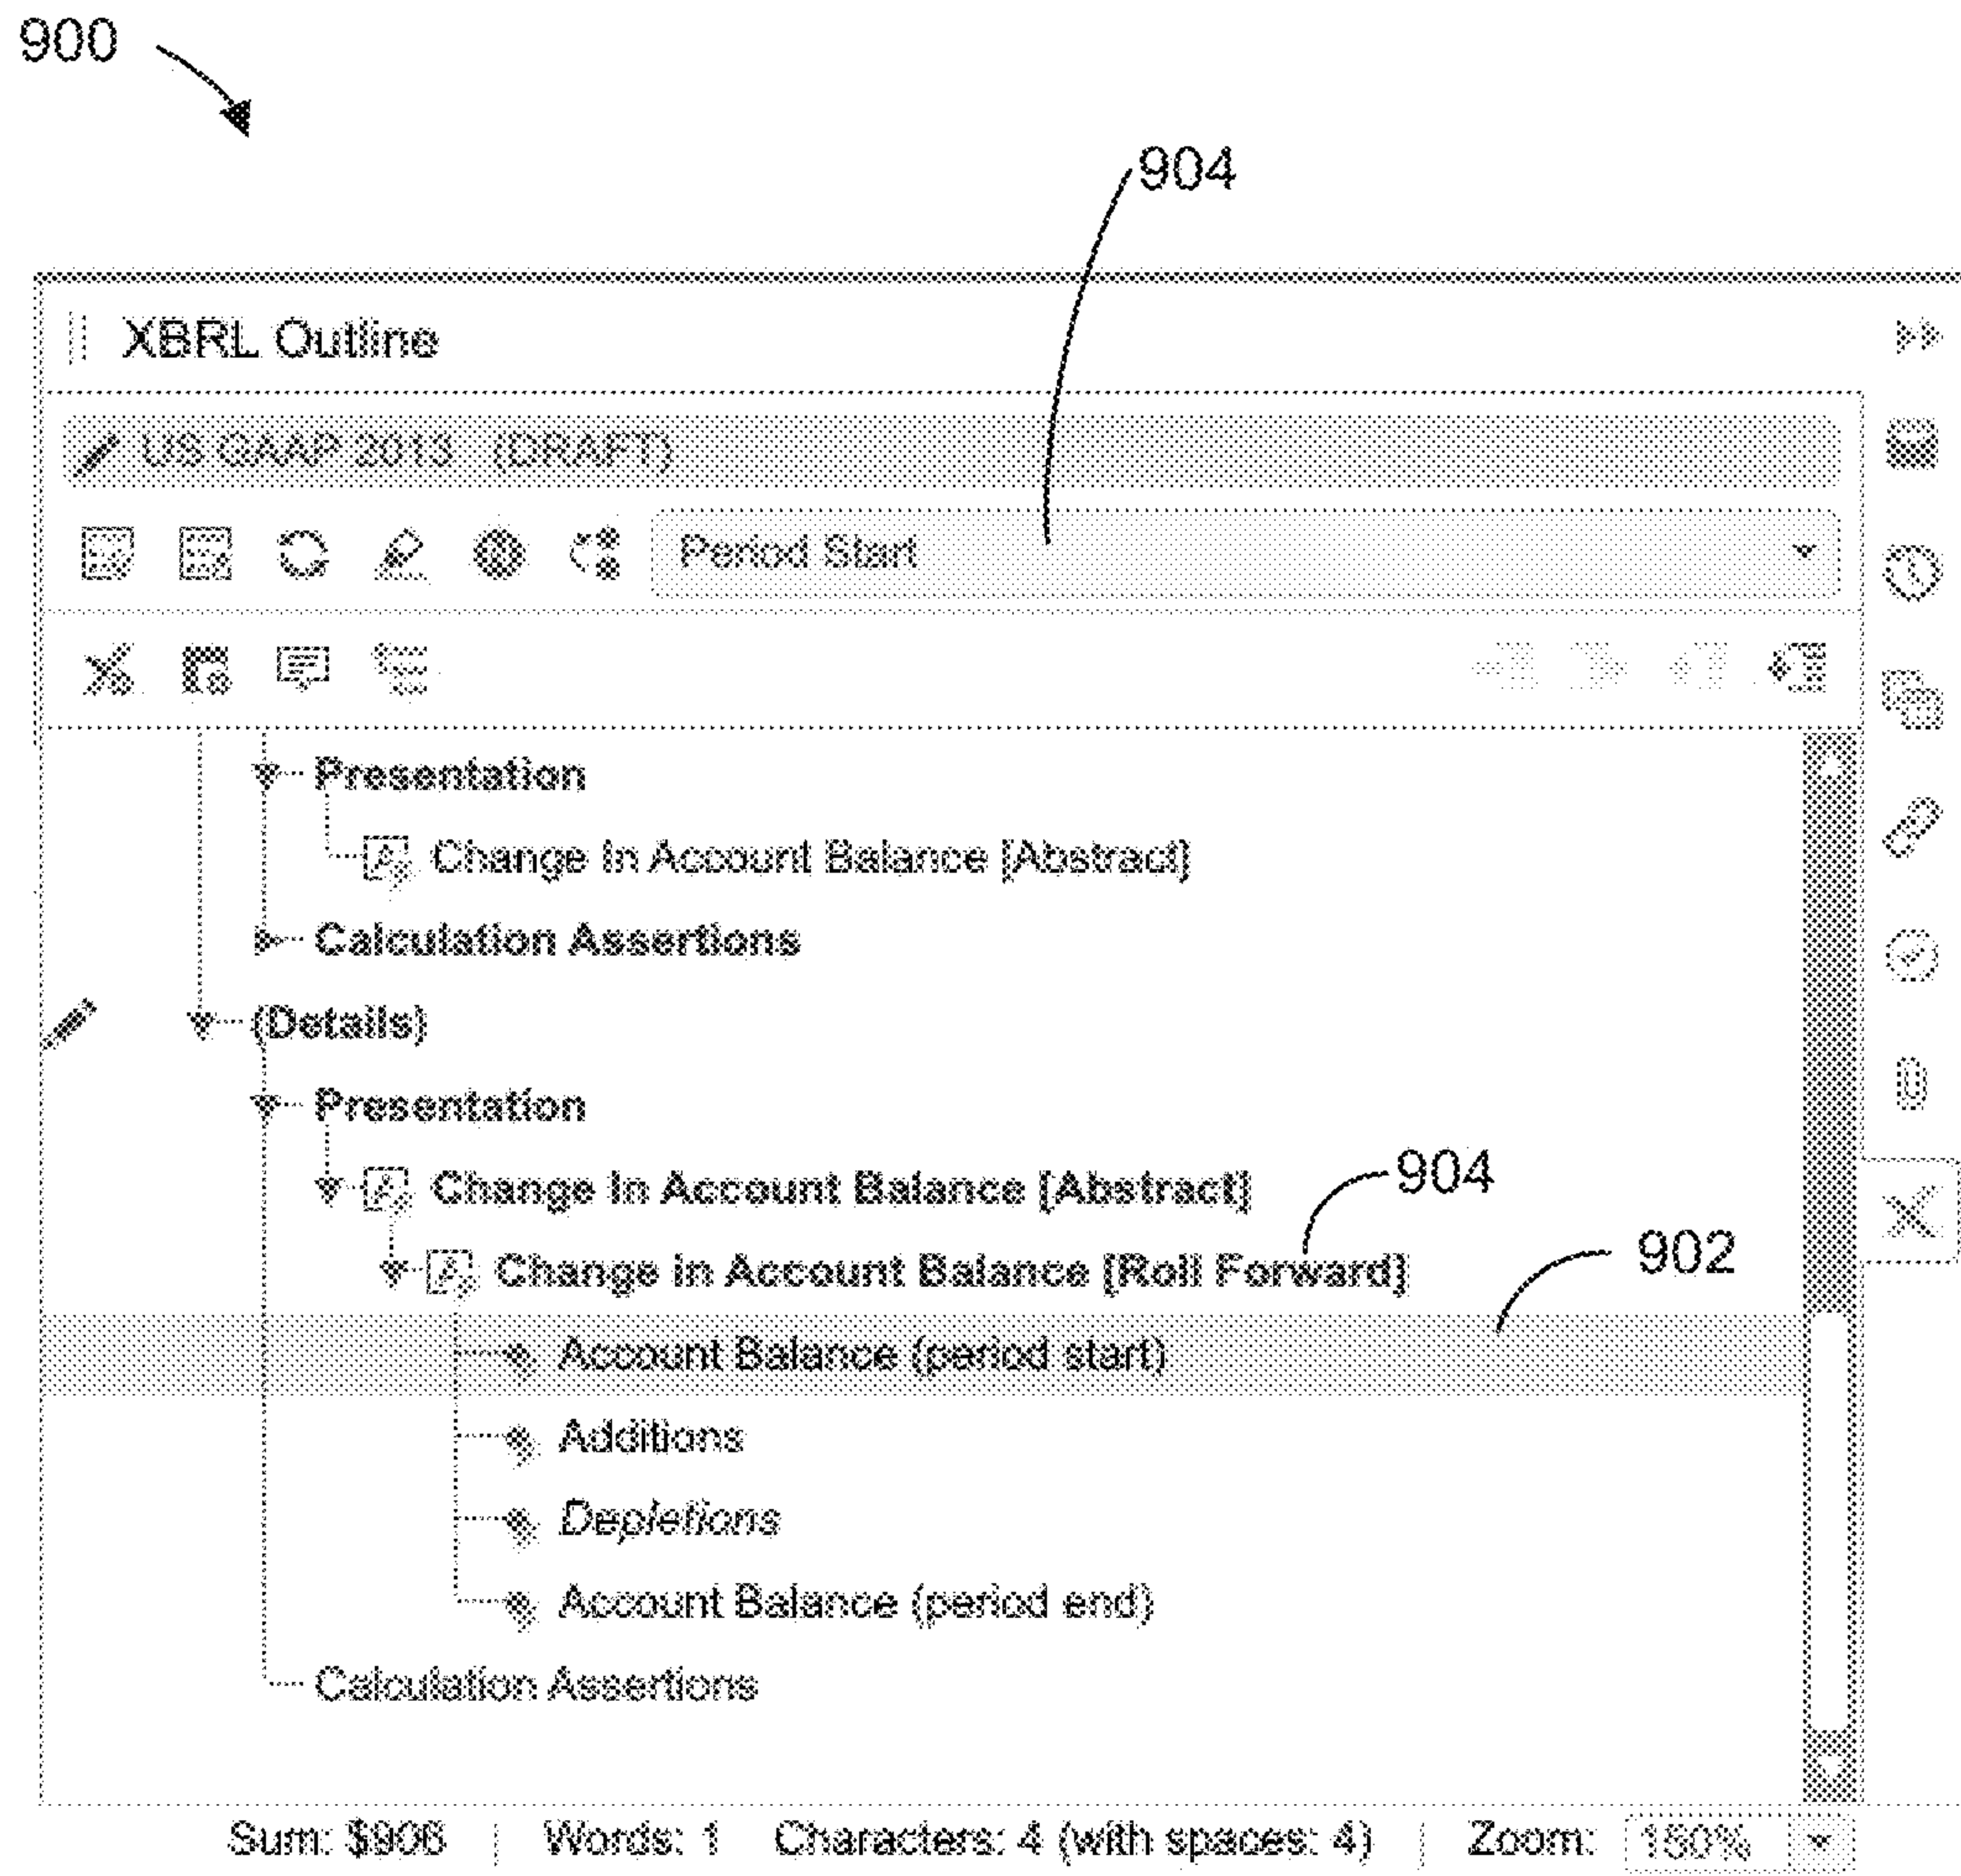 900
904
XBRL Outline
US GAAP 2013 (DRAFT)
Period Start
Presentation
Change In Account Balance [Abstract]
Calculation Assertions
(Details)
Presentation
Change In Account Balance [Abstract]
904
Change in Account Balance [Roll Forward]
902
Account Balance (period start)
Additions
Depletions
Account Balance (period end)
Calculation Assertions
Sum: $906 | Words: 1 Characters: 4 (with spaces: 4) | Zoom: 150%